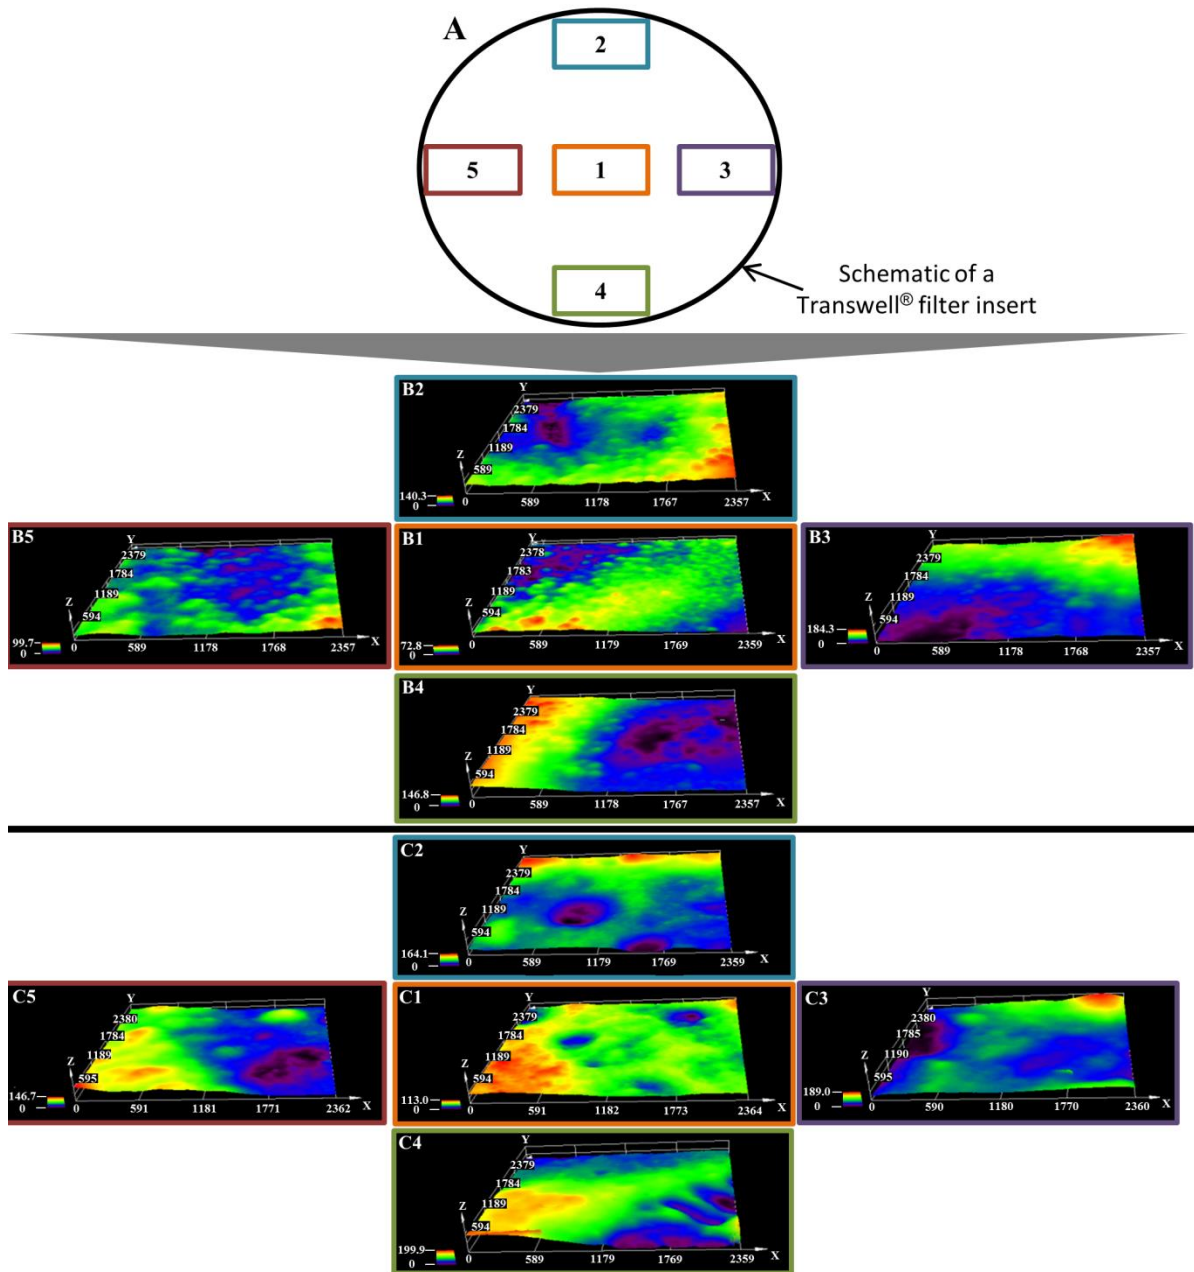 A
2
5
1
3
4
Schematic of a
Transwell® filter insert
B2
Y
2379
1784
1189
589
Z
140.3
0
0 589 1178 1767 2357 X
B5
Y
2379
1784
1189
594
Z
99.7
0
0 589 1178 1768 2357 X
B1
Y
2378
1783
1189
594
Z
72.8
0
0 589 1179 1768 2359 X
B3
Y
2379
1784
1189
594
Z
184.3
0
0 589 1178 1768 2357 X
B4
Y
2379
1784
1189
594
Z
146.8
0
0 589 1178 1767 2357 X
C2
Y
2379
1784
1189
594
Z
164.1
0
0 589 1179 1769 2359 X
C5
Y
2380
1784
1189
595
Z
146.7
0
0 591 1181 1771 2362 X
C1
Y
2379
1784
1189
594
Z
113.0
0
0 591 1182 1773 2364 X
C3
Y
2380
1785
1190
595
Z
189.0
0
0 590 1180 1770 2360 X
C4
Y
2379
1784
1189
594
Z
199.9
0
0 589 1179 1769 2359 X